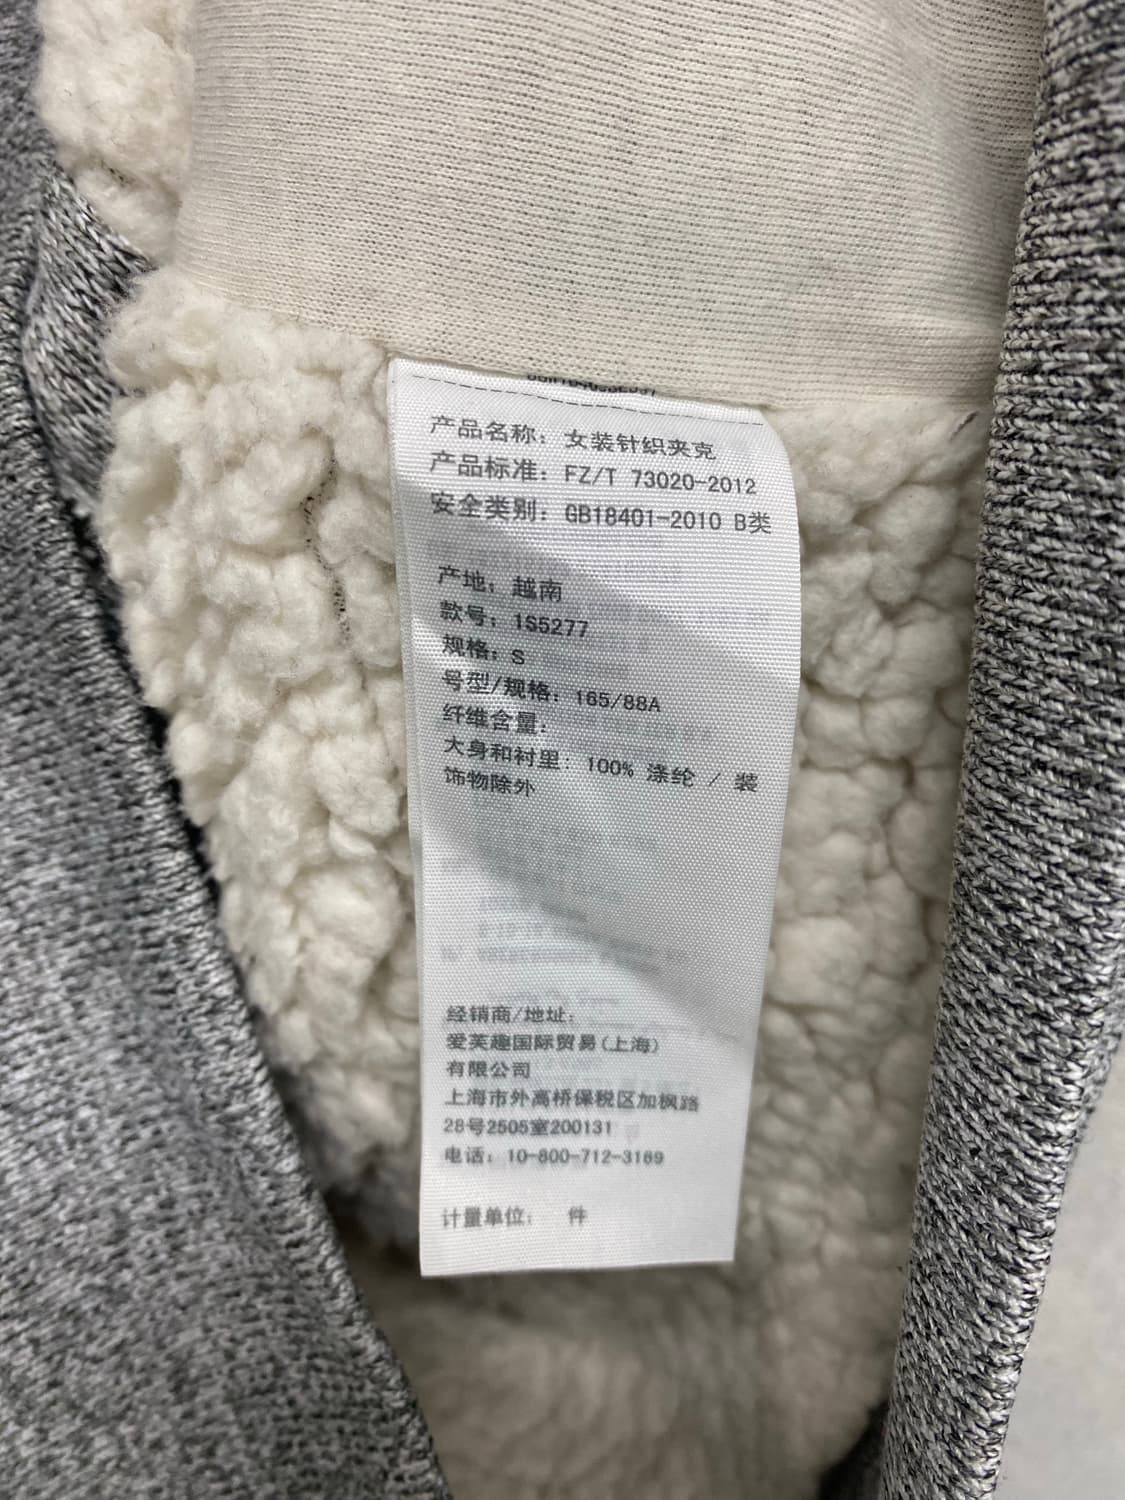 产品名称：女装针织夹克
产品标准：FZ/T 73020-2012
安全类别：GB18401-2010 B类
产地：越南
款号：1S5277
规格：S
号型/规格：165/88A
纤维含量：
大身和衬里：100% 涤纶 / 装
饰物除外
经销商/地址：
爱芙趣国际贸易(上海)
有限公司
上海市外高桥保税区加枫路
28号2505室200131
电话：10-800-712-3169
计量单位： 件